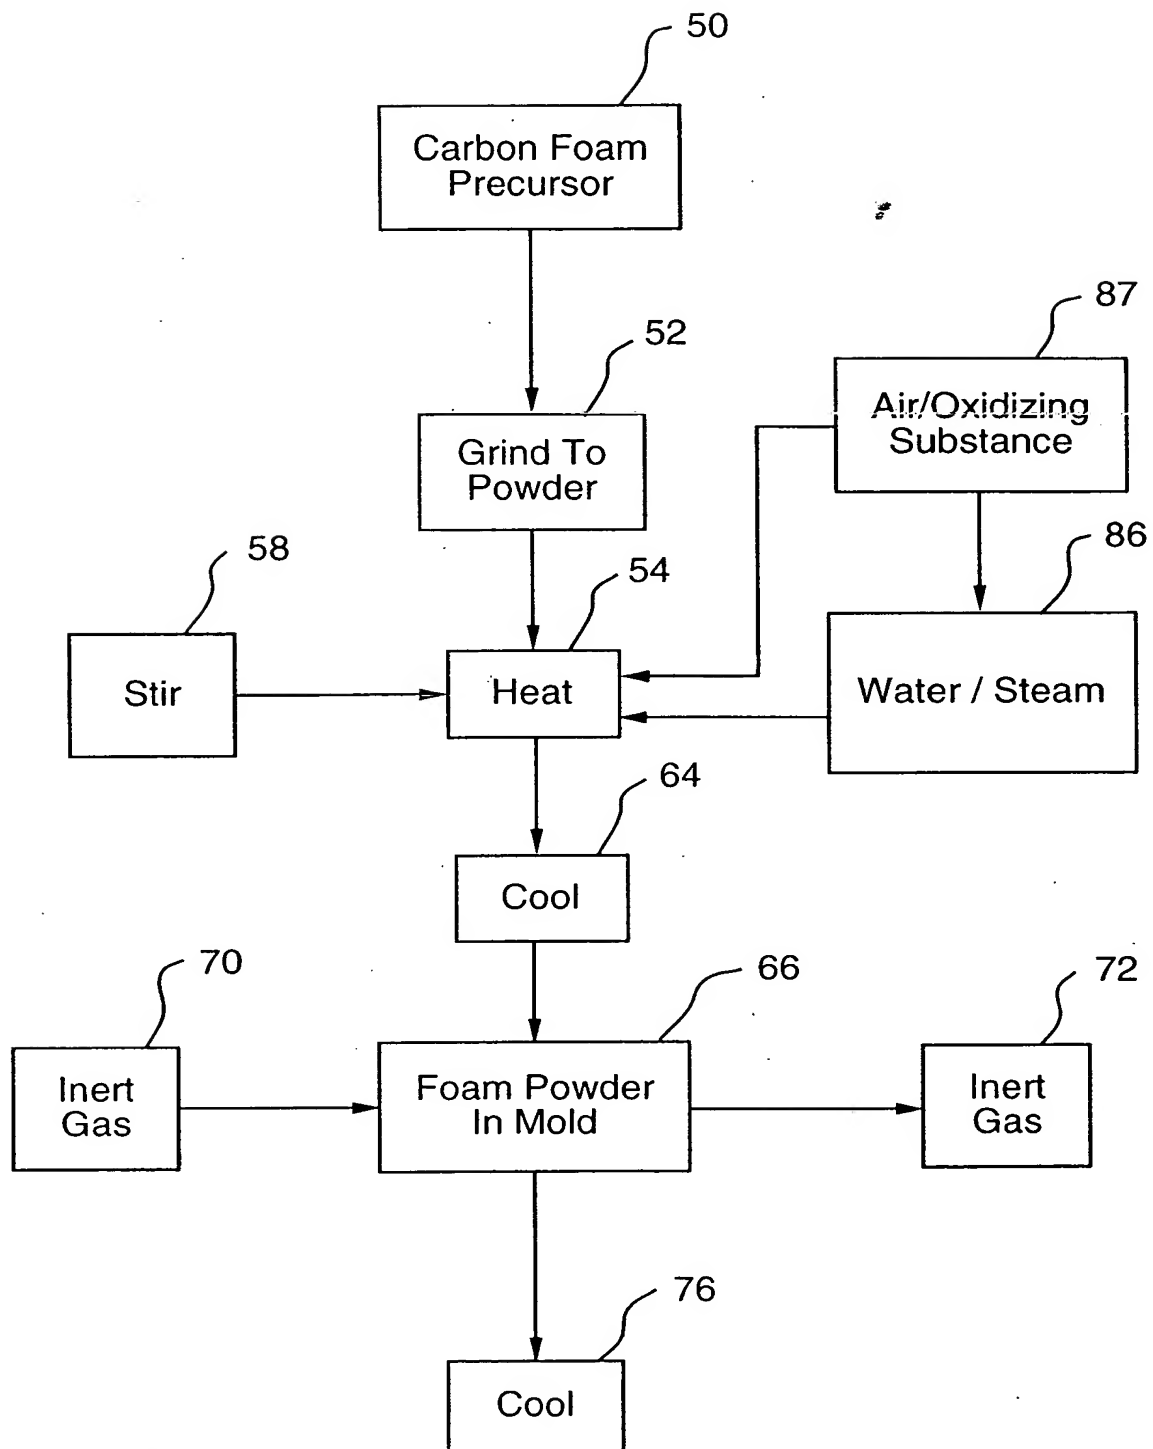 50
Carbon Foam
Precursor
87
52
Air/Oxidizing
Substance
Grind To
Powder
58
86
54
Stir
Heat
Water / Steam
64
Cool
70
66
72
Inert
Gas
Foam Powder
In Mold
Inert
Gas
76
Cool